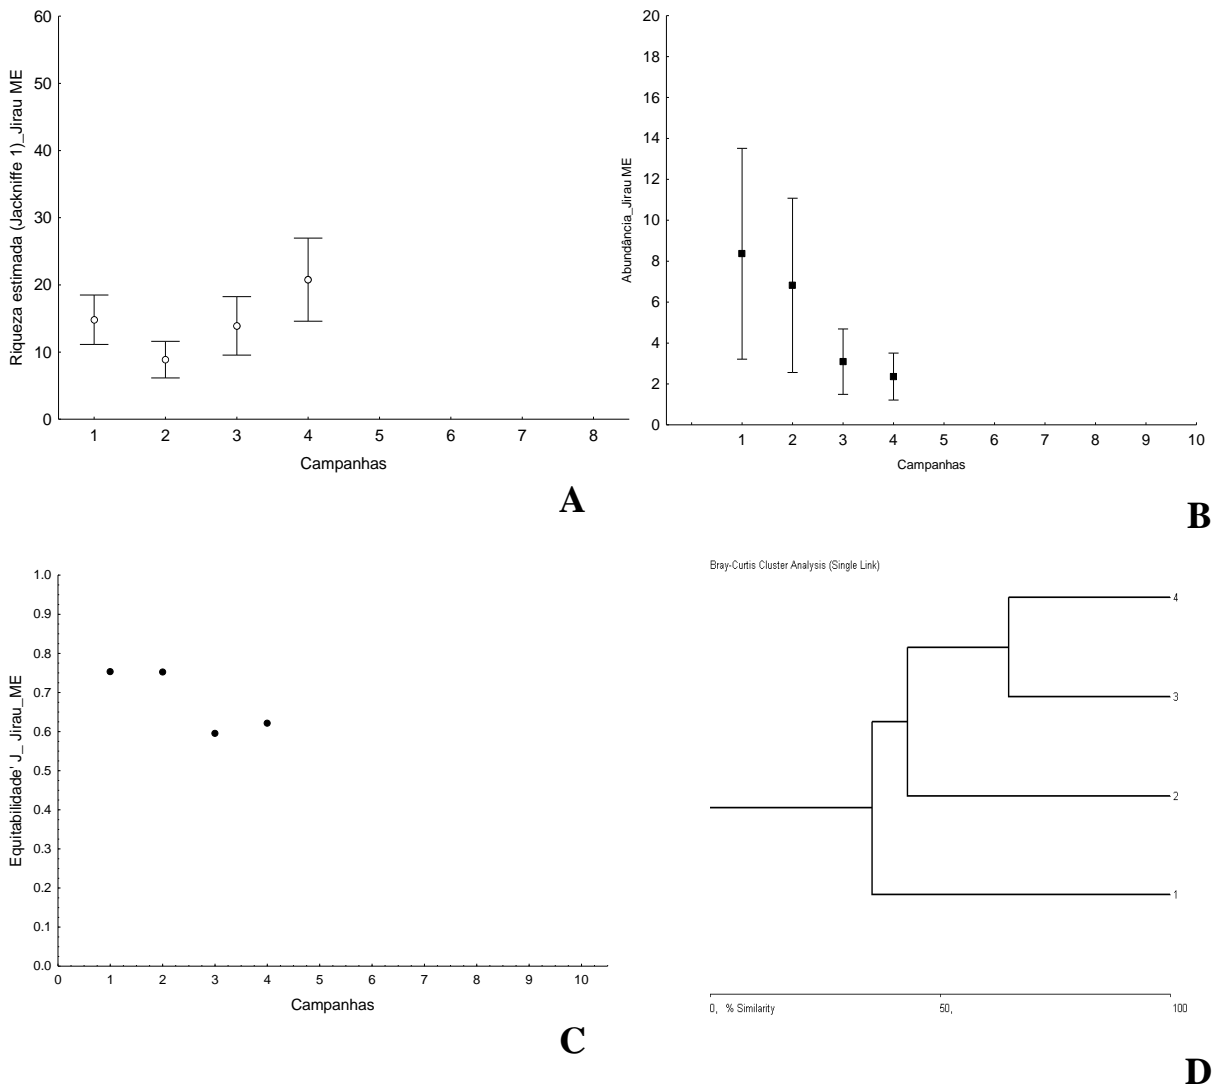 Riqueza estimada (Jackniffe 1)_Jirau ME
60
50
40
30
20
10
0
1 2 3 4 5 6 7 8
Campanhas
A
Abundância_Jirau ME
20
18
16
14
12
10
8
6
4
2
0
1 2 3 4 5 6 7 8 9 10
Campanhas
B
Equitabilidade' J_ Jirau_ME
1.0
0.9
0.8
0.7
0.6
0.5
0.4
0.3
0.2
0.1
0.0
0 1 2 3 4 5 6 7 8 9 10
Campanhas
C
Bray-Curtis Cluster Analysis (Single Link)
4
3
2
1
0, % Similarity 50, 100
D